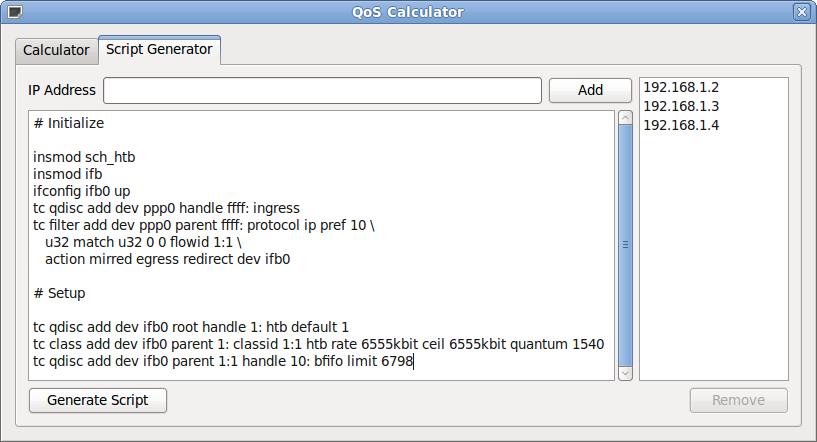 QoS Calculator
Calculator
Script Generator
IP Address
Add
192.168.1.2
192.168.1.3
192.168.1.4
# Initialize
insmod sch_htb
insmod ifb
ifconfig ifb0 up
tc qdisc add dev ppp0 handle ffff: ingress
tc filter add dev ppp0 parent ffff: protocol ip pref 10 \
u32 match u32 0 0 flowid 1:1 \
action mirred egress redirect dev ifb0
# Setup
tc qdisc add dev ifb0 root handle 1: htb default 1
tc class add dev ifb0 parent 1: classid 1:1 htb rate 6555kbit ceil 6555kbit quantum 1540
tc qdisc add dev ifb0 parent 1:1 handle 10: bfifo limit 6798
Generate Script
Remove